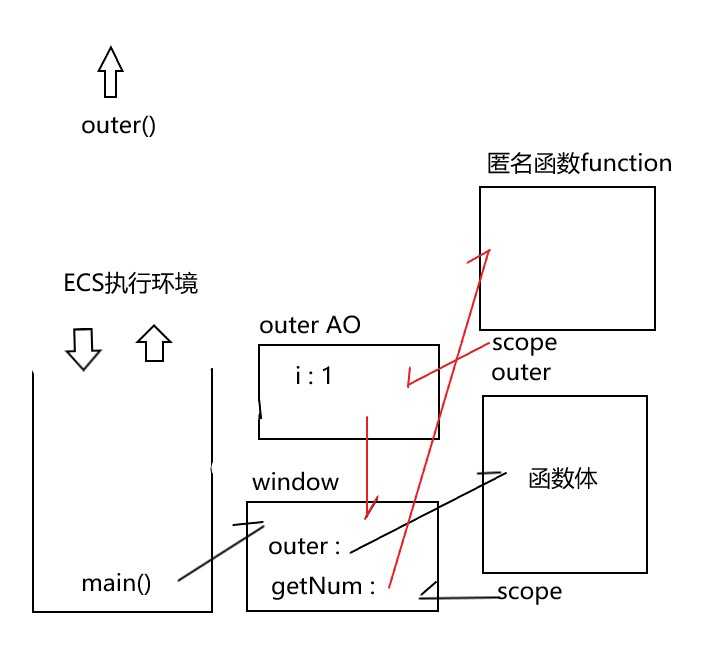 outer()
匿名函数function
ECS执行环境
outer AO
i : 1
scope
outer
window
函数体
outer :
getNum :
main()
scope